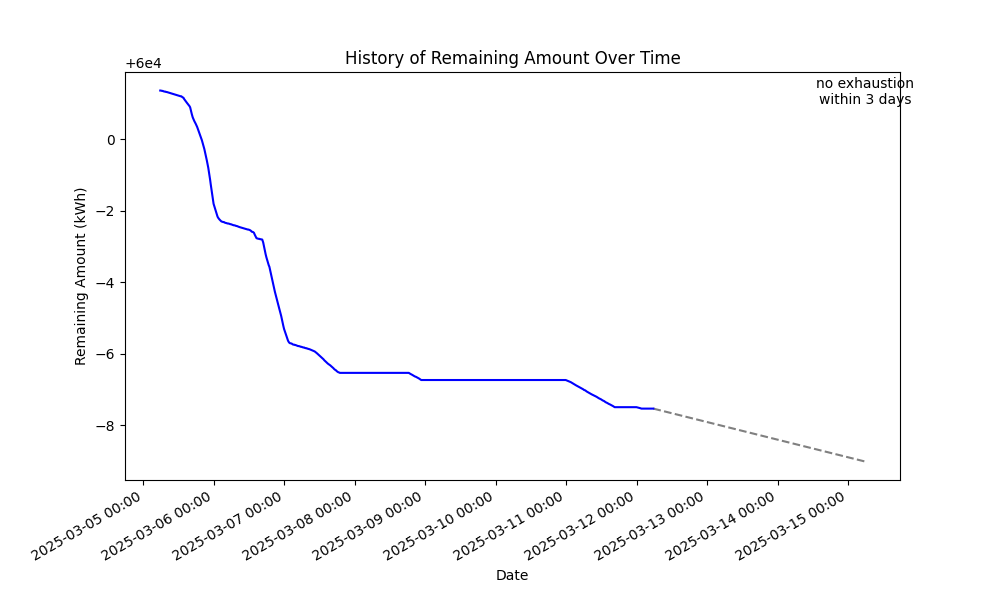 History of Remaining Amount Over Time
+6e4
no exhaustion
within 3 days
0
−2
−4
−6
−8
Remaining Amount (kWh)
2025-03-05 00:00
2025-03-06 00:00
2025-03-07 00:00
2025-03-08 00:00
2025-03-09 00:00
2025-03-10 00:00
2025-03-11 00:00
2025-03-12 00:00
2025-03-13 00:00
2025-03-14 00:00
2025-03-15 00:00
Date